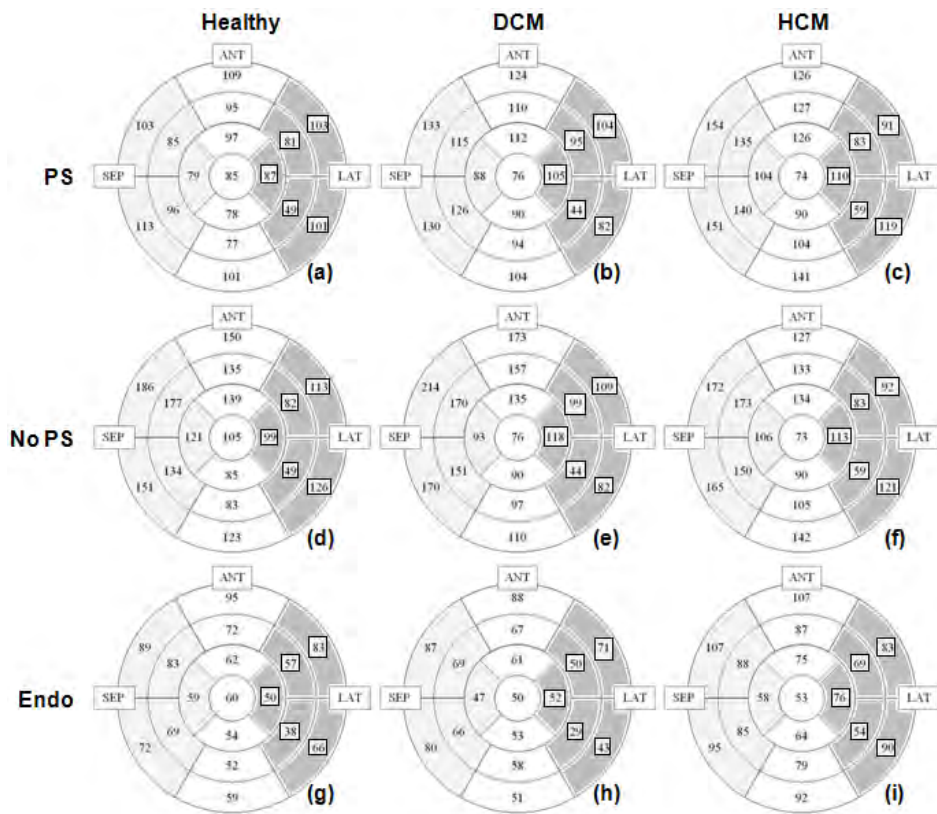 Healthy DCM HCM
ANT ANT ANT
109 124 126
95 110 127
103 103 133 104 154 91
97 112 126
85 81 115 95 135 83
PS SEP 79 85 87 LAT SEP 88 76 105 LAT SEP 104 74 110 LAT
96 49 126 44 140 59
78 90 90
113 101 130 82 151 119
77 94 104
101 (a) 104 (b) 141 (c)
ANT ANT ANT
150 173 127
135 157 133
186 113 214 109 172 92
177 139 82 170 135 99 173 134 83
No PS SEP 121 105 99 LAT SEP 93 76 118 LAT SEP 106 73 113 LAT
134 49 151 44 150 59
85 90 90
151 126 170 82 165 121
83 97 105
123 (d) 110 (e) 142 (f)
ANT ANT ANT
95 88 107
72 67 87
89 83 87 71 107 83
83 62 57 69 61 50 88 75 69
Endo SEP 59 60 50 LAT SEP 47 50 52 LAT SEP 58 53 76 LAT
69 38 66 29 85 54
54 53 64
72 66 80 43 95 90
52 58 79
59 (g) 51 (h) 92 (i)